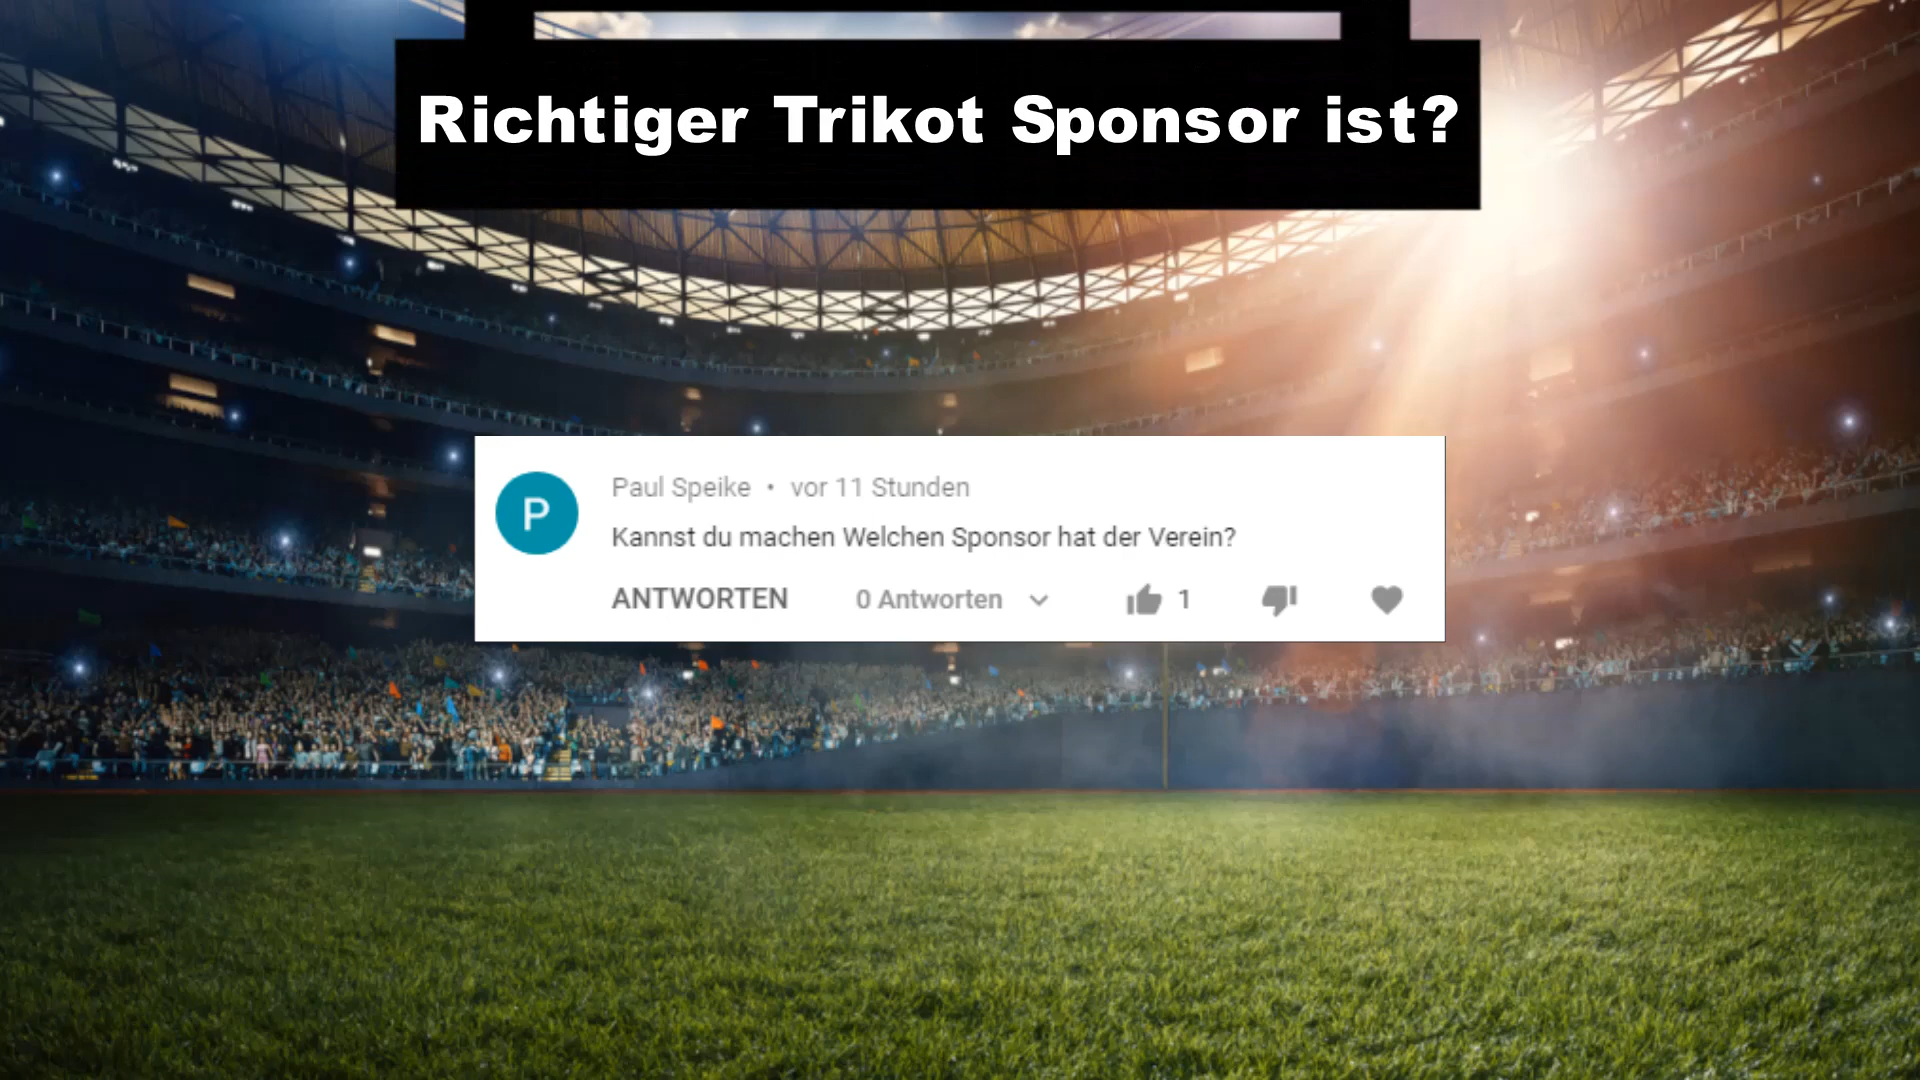 Richtiger Trikot Sponsor ist?
P
Paul Speike • vor 11 Stunden
Kannst du machen Welchen Sponsor hat der Verein?
ANTWORTEN 0 Antworten 1